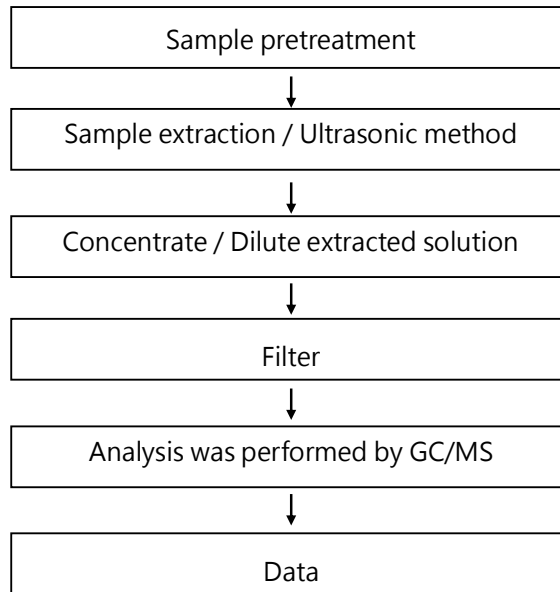 Sample pretreatment
Sample extraction / Ultrasonic method
Concentrate / Dilute extracted solution
Filter
Analysis was performed by GC/MS
Data